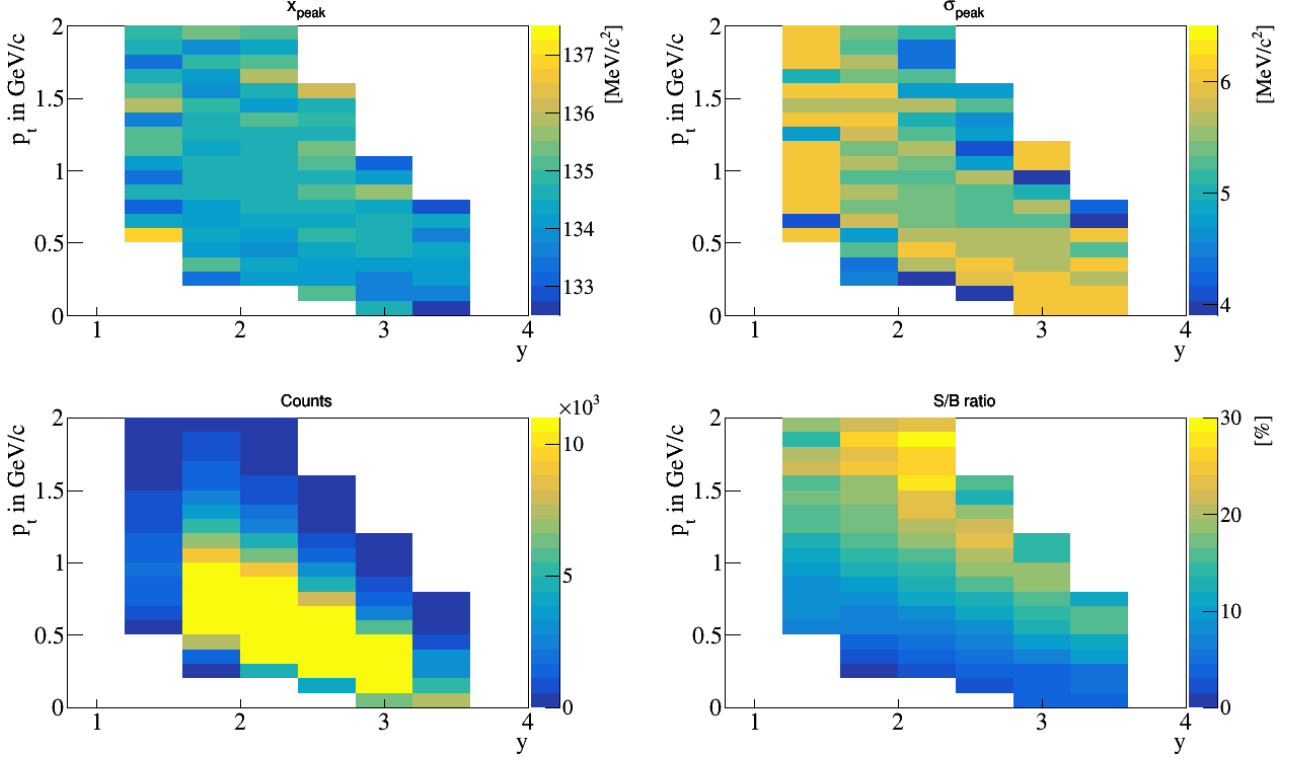 x_peak
p_t in GeV/c
2
1.5
1
0.5
0
1 2 3 4
y
137
136
135
134
133
[MeV/c²]
σ_peak
p_t in GeV/c
2
1.5
1
0.5
0
1 2 3 4
y
6
5
4
[MeV/c²]
Counts
×10³
p_t in GeV/c
2
1.5
1
0.5
0
1 2 3 4
y
10
5
0
S/B ratio
p_t in GeV/c
2
1.5
1
0.5
0
1 2 3 4
y
30
20
10
0
[%]